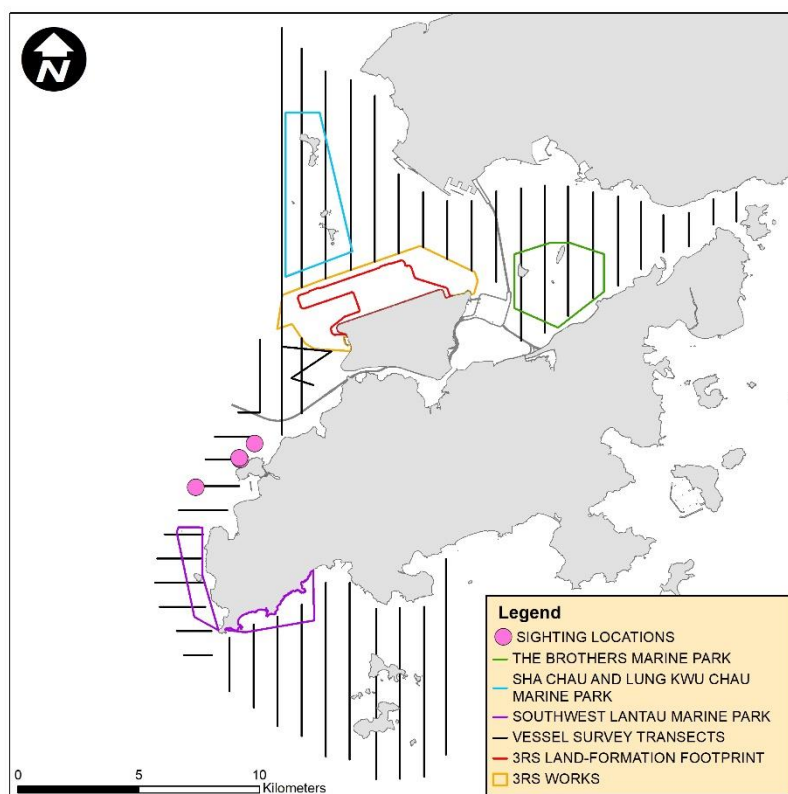 N
Legend
SIGHTING LOCATIONS
THE BROTHERS MARINE PARK
SHA CHAU AND LUNG KWU CHAU
MARINE PARK
SOUTHWEST LANTAU MARINE PARK
VESSEL SURVEY TRANSECTS
3RS LAND-FORMATION FOOTPRINT
3RS WORKS
0 5 10
Kilometers